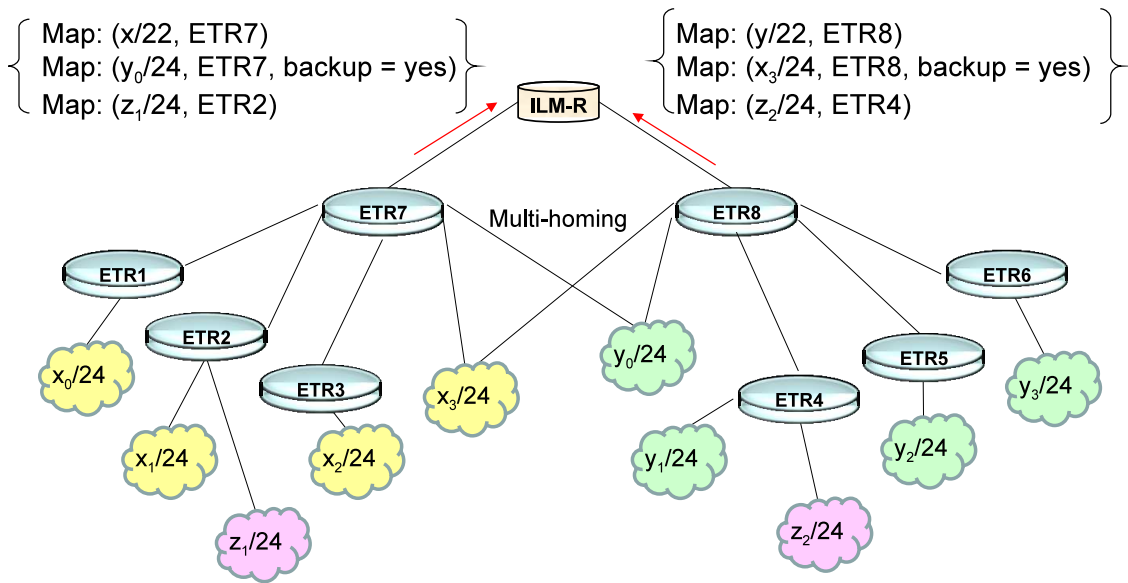 Map: (x/22, ETR7)
Map: (y₀/24, ETR7, backup = yes)
Map: (z₁/24, ETR2)
Map: (y/22, ETR8)
Map: (x₃/24, ETR8, backup = yes)
Map: (z₂/24, ETR4)
ILM-R
ETR7
Multi-homing
ETR8
ETR1
ETR6
ETR2
ETR5
ETR3
ETR4
x₀/24
y₀/24
x₃/24
y₃/24
x₁/24
x₂/24
y₁/24
y₂/24
z₁/24
z₂/24